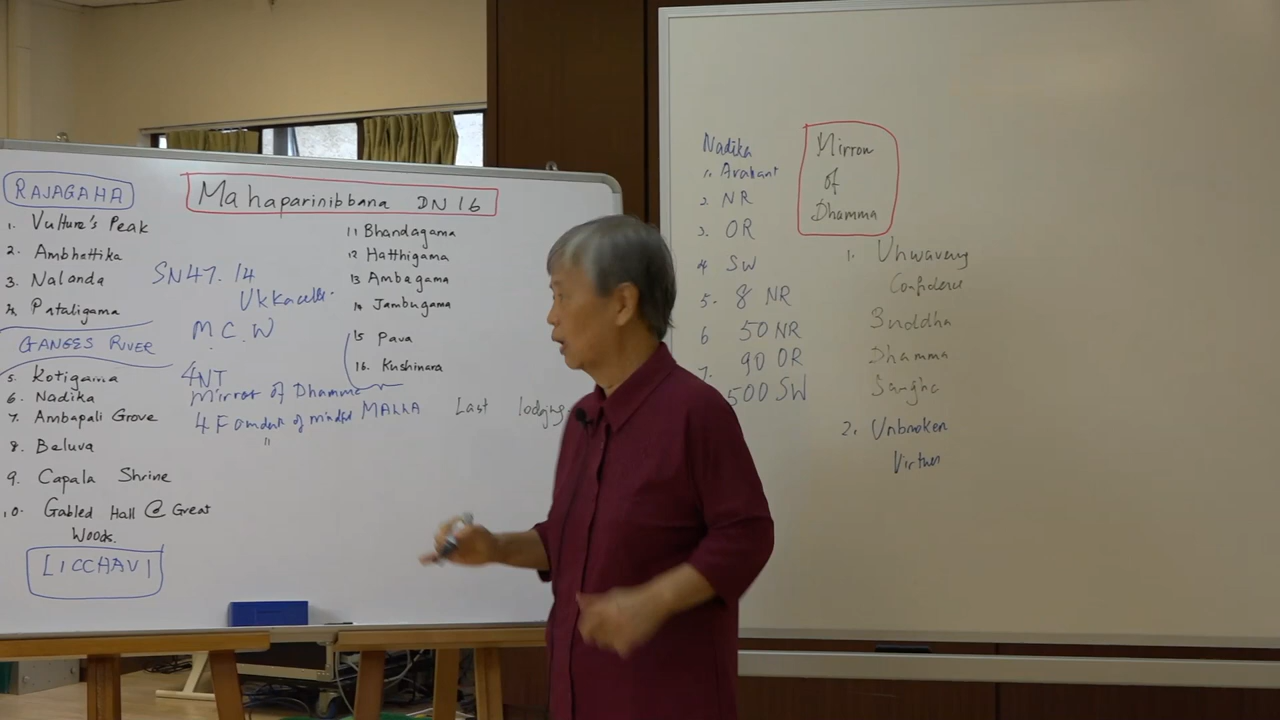 RAJAGAHA
Mahaparinibbana DN 16
1. Vulture's Peak
2. Ambhattika
3. Nalanda
4. Pataligama
GANGES RIVER
5. Kotigama
6. Nadika
7. Ambapali Grove
8. Beluva
9. Capala Shrine
10. Gabled Hall @ Great
Woods.
LICCHAVI
SN47.14
M.C.W
4NT
Mirror of Dhamma
4 F of mindful
11 Bhandagama
12 Hatthigama
13 Ambagama
14 Jambugama
15 Pava
16. Kushinara
MALLA Last lodging.
Nadika
1. Arahant
2. NR
3. OR
4 SW
5. 8 NR
6 50 NR
7. 90 OR
500 SW
Mirror
of
Dhamma
1. Unwavering
Confidence
Buddha
Dhamma
Sangha
2. Unbroken
Virtues